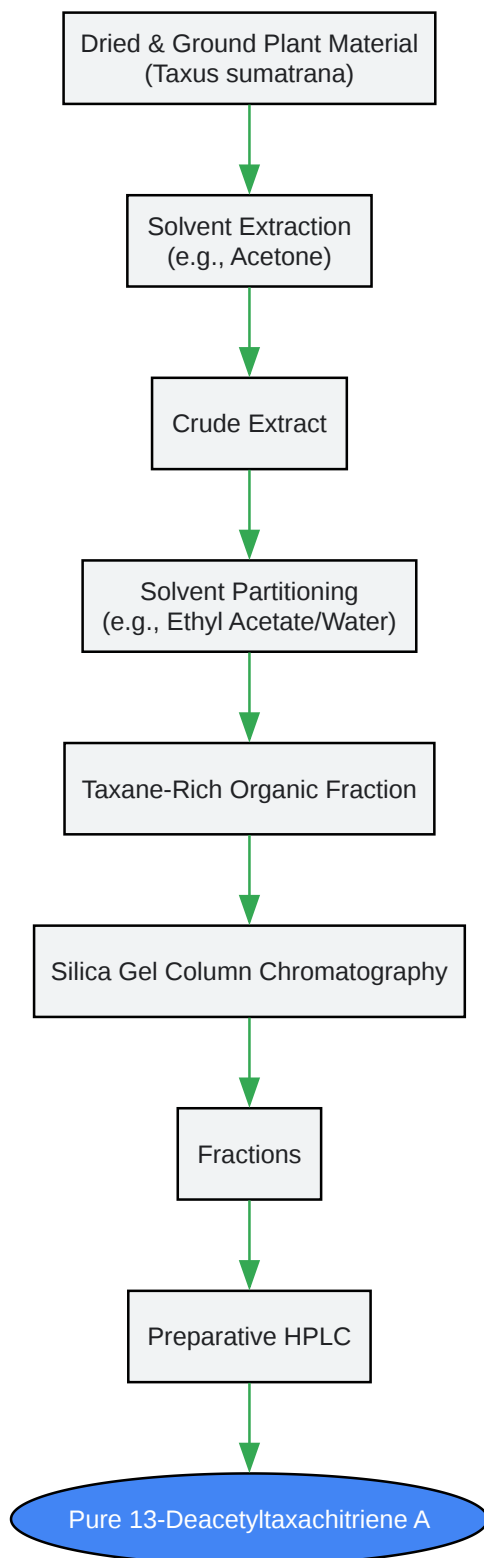 Dried & Ground Plant Material
(Taxus sumatrana)
Solvent Extraction
(e.g., Acetone)
Crude Extract
Solvent Partitioning
(e.g., Ethyl Acetate/Water)
Taxane-Rich Organic Fraction
Silica Gel Column Chromatography
Fractions
Preparative HPLC
Pure 13-Deacetyltaxachitriene A